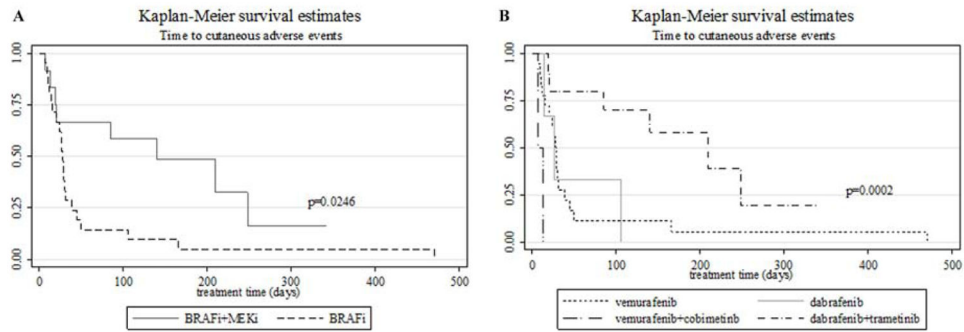 A
Kaplan-Meier survival estimates
Time to cutaneous adverse events
1.00
0.75
0.50
0.25
0.00
p=0.0246
0
100
200
300
400
500
treatment time (days)
BRAFi+MEKi
BRAFi
B
Kaplan-Meier survival estimates
Time to cutaneous adverse events
1.00
0.75
0.50
0.25
0.00
p=0.0002
0
100
200
300
400
500
treatment time (days)
vemurafenib
dabrafenib
vemurafenib+cobimetinib
dabrafenib+trametinib